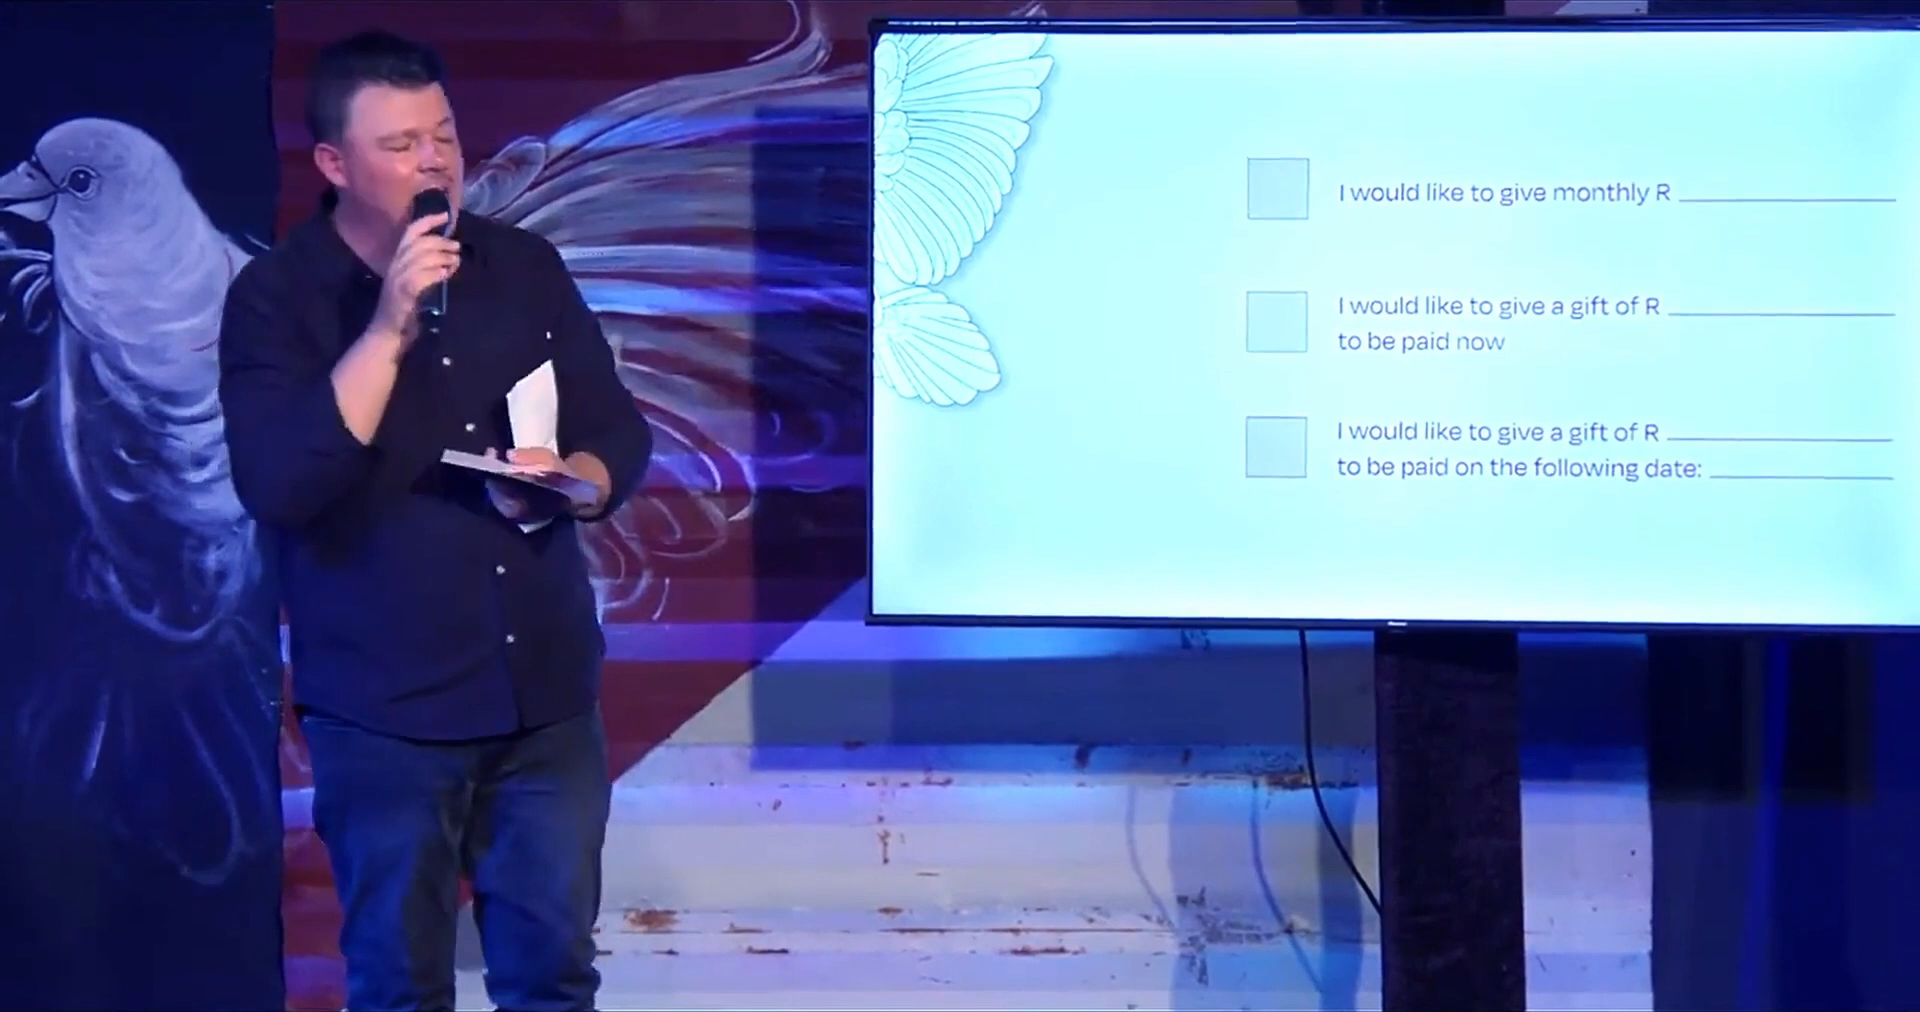 I would like to give monthly R
I would like to give a gift of R
to be paid now
I would like to give a gift of R
to be paid on the following date: